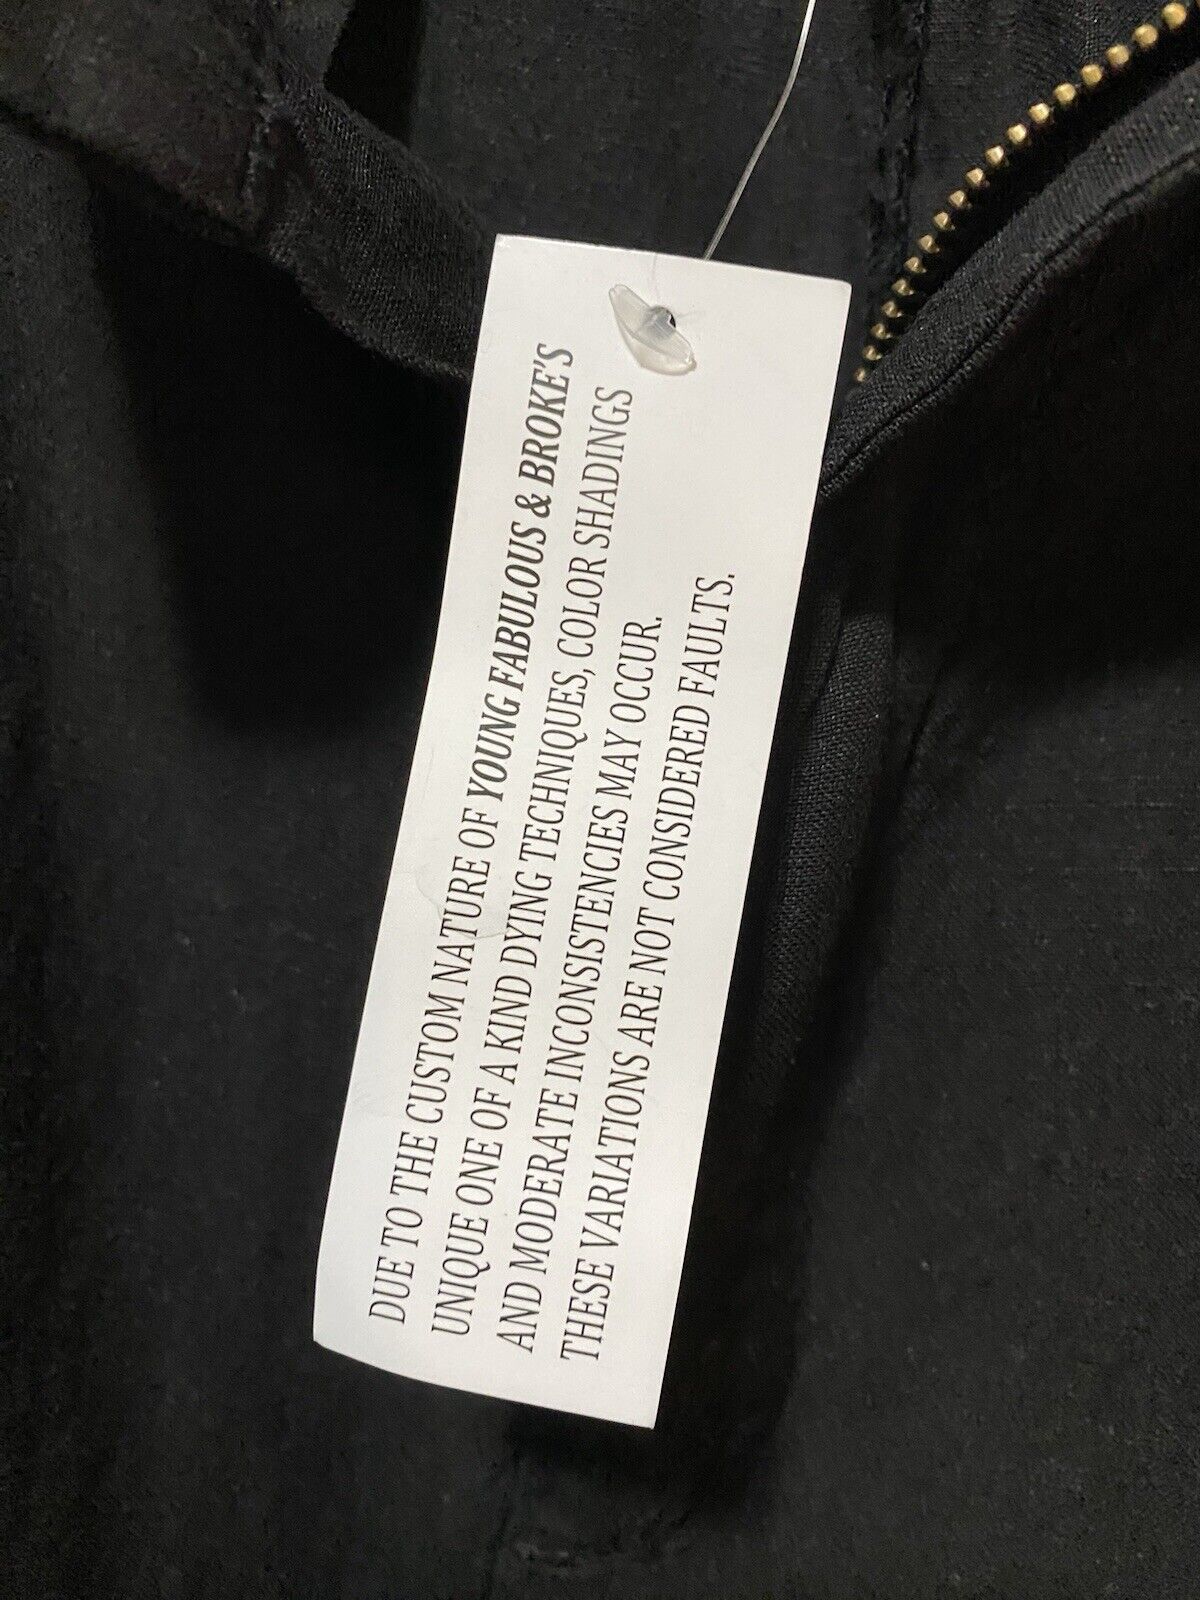 DUE TO THE CUSTOM NATURE OF YOUNG FABULOUS & BROKE'S
UNIQUE ONE OF A KIND DYING TECHNIQUES, COLOR SHADINGS
AND MODERATE INCONSISTENCIES MAY OCCUR.
THESE VARIATIONS ARE NOT CONSIDERED FAULTS.